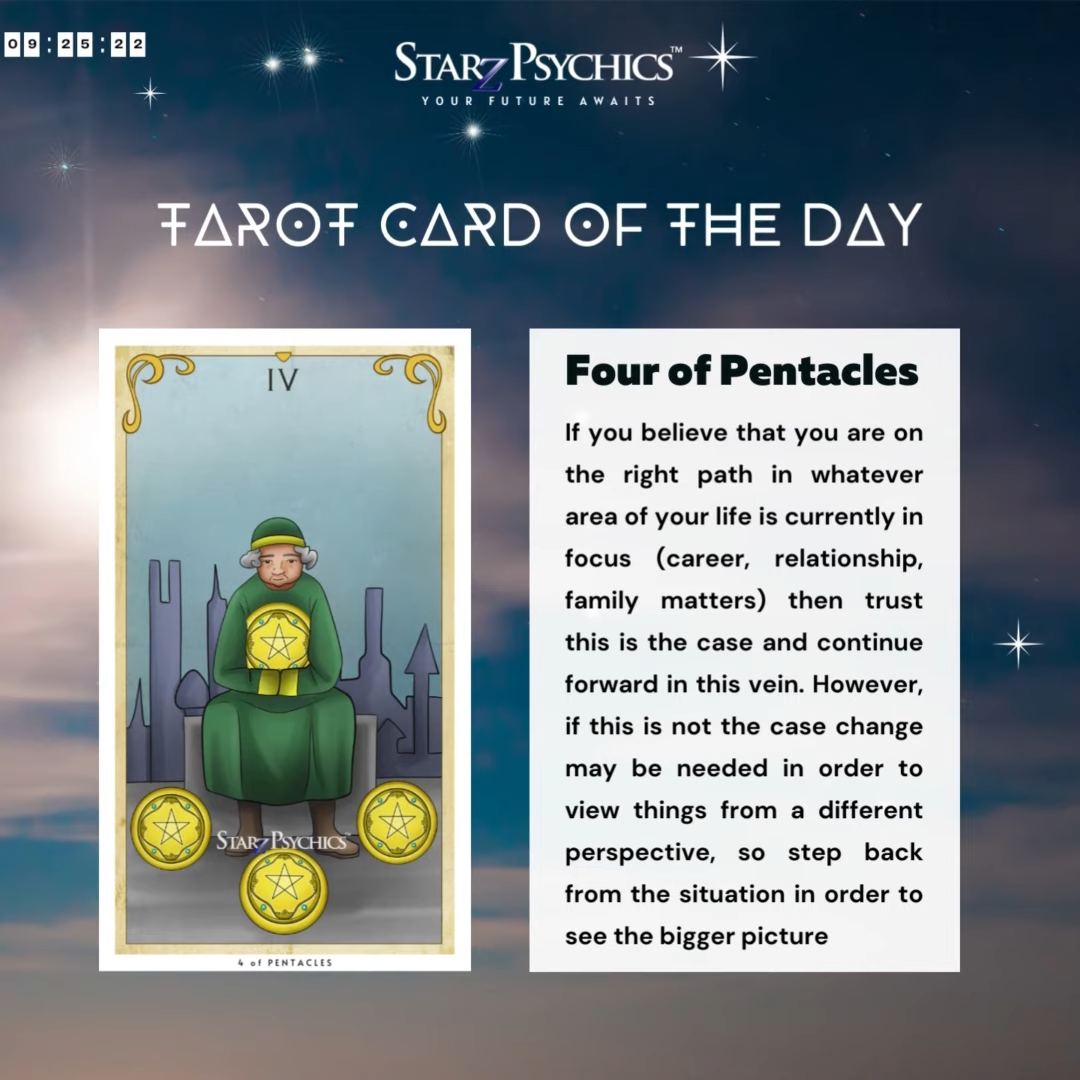 09:25:22
STARZPSYCHICS™
YOUR FUTURE AWAITS
TAROT CARD OF THE DAY
IV
STARZPSYCHICS™
4 of PENTACLES
Four of Pentacles
If you believe that you are on
the right path in whatever
area of your life is currently in
focus (career, relationship,
family matters) then trust
this is the case and continue
forward in this vein. However,
if this is not the case change
may be needed in order to
view things from a different
perspective, so step back
from the situation in order to
see the bigger picture